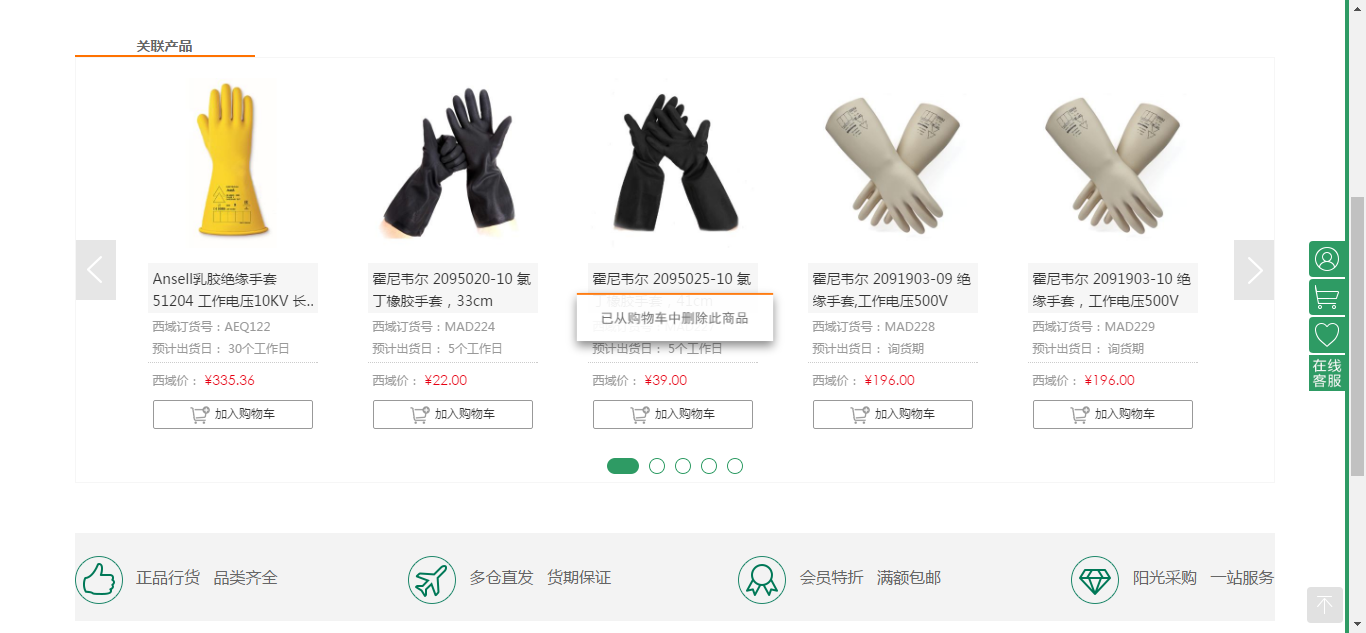 关联产品
Ansell乳胶绝缘手套
51204 工作电压10KV 长..
西域订货号：AEQ122
预计出货日： 30个工作日
西域价： ¥335.36
加入购物车
霍尼韦尔 2095020-10 氯
丁橡胶手套，33cm
西域订货号：MAD224
预计出货日： 5个工作日
西域价： ¥22.00
加入购物车
霍尼韦尔 2095025-10 氯
丁橡胶手套，41cm
已从购物车中删除此商品
预计出货日： 5个工作日
西域价： ¥39.00
加入购物车
霍尼韦尔 2091903-09 绝
缘手套,工作电压500V
西域订货号：MAD228
预计出货日： 询货期
西域价： ¥196.00
加入购物车
霍尼韦尔 2091903-10 绝
缘手套，工作电压500V
西域订货号：MAD229
预计出货日： 询货期
西域价： ¥196.00
加入购物车
在线
客服
正品行货 品类齐全
多仓直发 货期保证
会员特折 满额包邮
阳光采购 一站服务